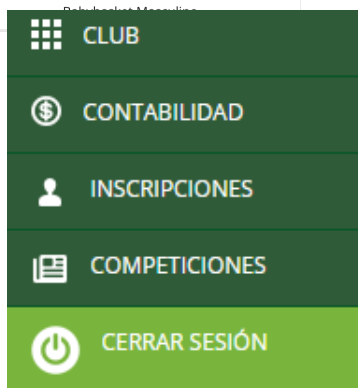 CLUB
CONTABILIDAD
INSCRIPCIONES
COMPETICIONES
CERRAR SESIÓN